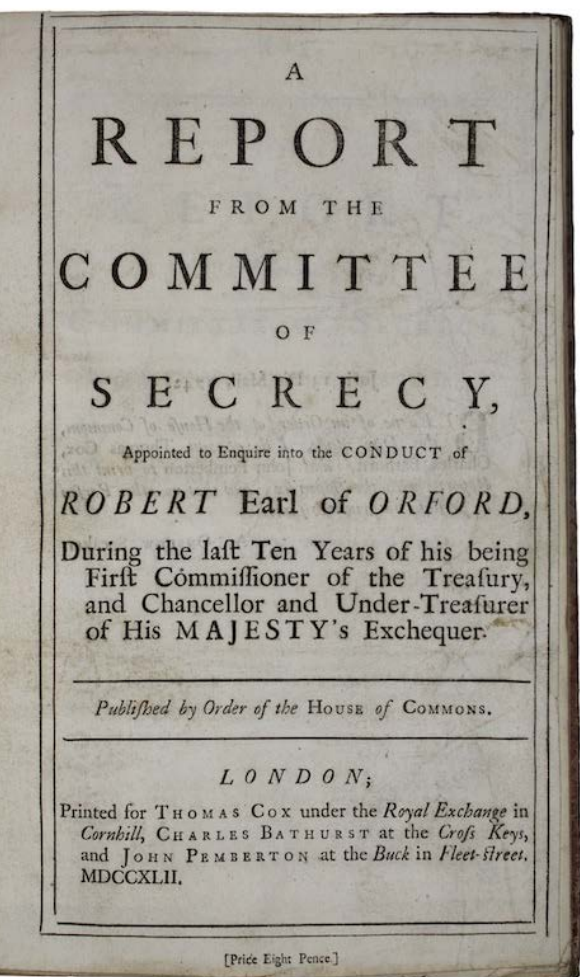 A
REPORT
FROM THE
COMMITTEE
OF
SECRECY,
Appointed to Enquire into the CONDUCT of
ROBERT Earl of ORFORD,
During the laſt Ten Years of his being
Firſt Commiſſioner of the Treaſury,
and Chancellor and Under-Treaſurer
of His MAJESTY's Exchequer.
Publiſhed by Order of the HOUSE of COMMONS.
LONDON;
Printed for THOMAS COX under the Royal Exchange in
Cornhill, CHARLES BATHURST at the Croſs Keys,
and JOHN PEMBERTON at the Buck in Fleet-ſtreet.
MDCCXLII.
[Price Eight Pence.]